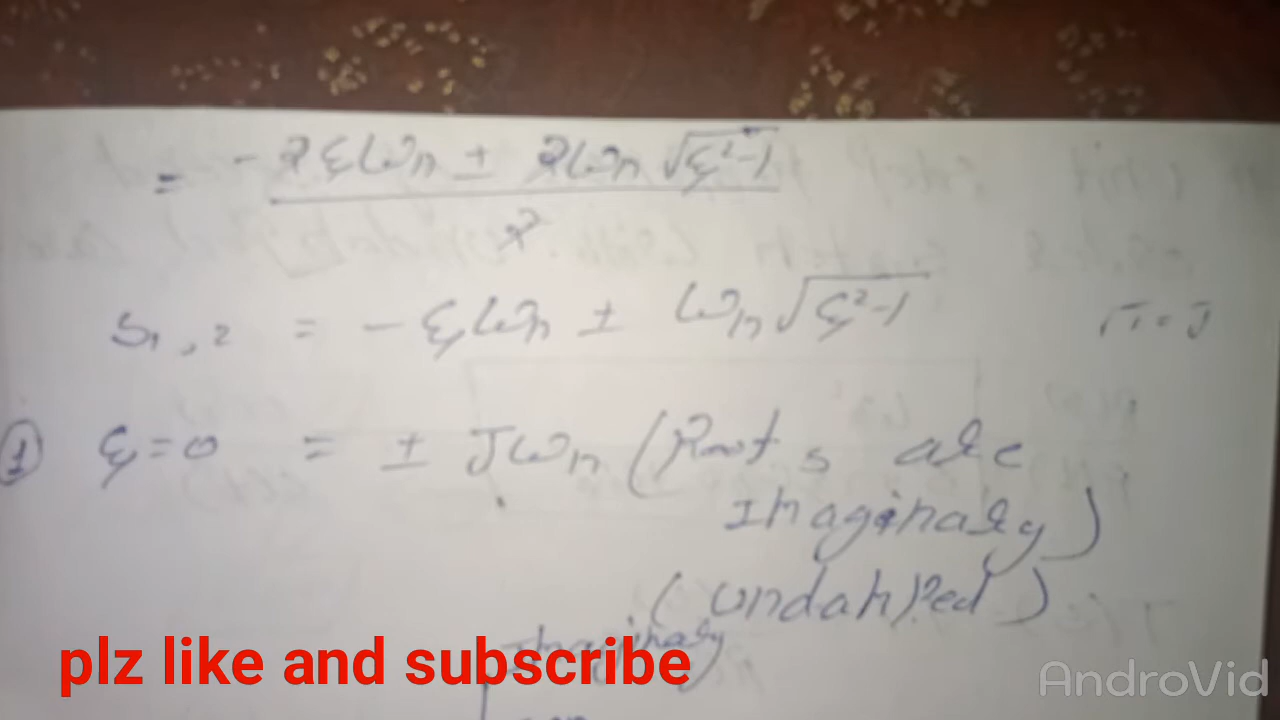 = -2ξωn ± 2ωn √ξ²-1
2
S1,2 = -ξωn ± ωn √ξ²-1
① ξ=0 = ± Jωn (Roots are
Imaginary)
(Undamped)
Imaginary
plz like and subscribe
AndroVid